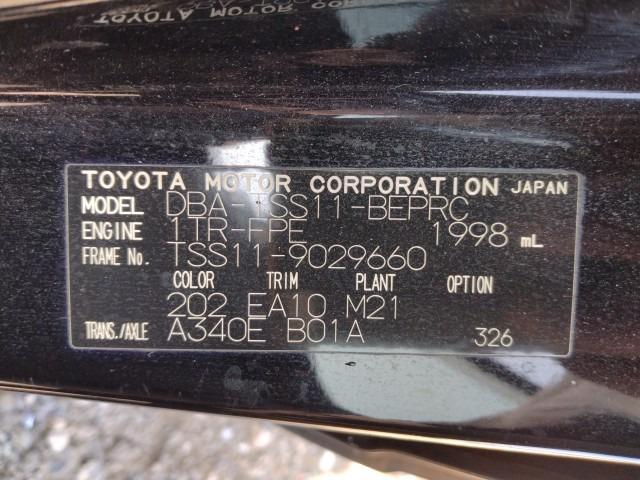 TOYOTA MOTOR CORPORATION JAPAN
MODEL DBA-TSS11-BEPRC
ENGINE 1TR-FPE 1998 mL
FRAME No. TSS11-9029660
COLOR TRIM PLANT OPTION
202 EA10 M21
TRANS./AXLE A340E B01A 326